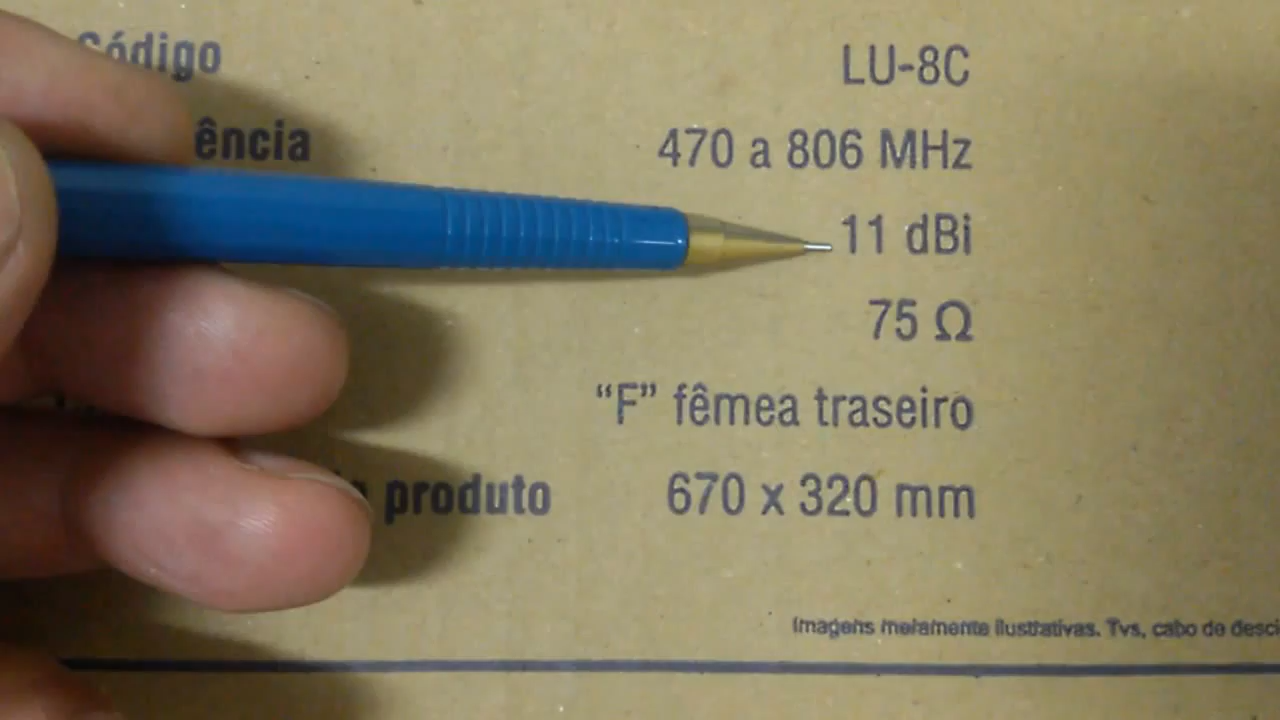 Código LU-8C
ência 470 a 806 MHz
11 dBi
75 Ω
“F” fêmea traseiro
produto 670 x 320 mm
Imagens meramente ilustrativas. Tvs, cabo de desci